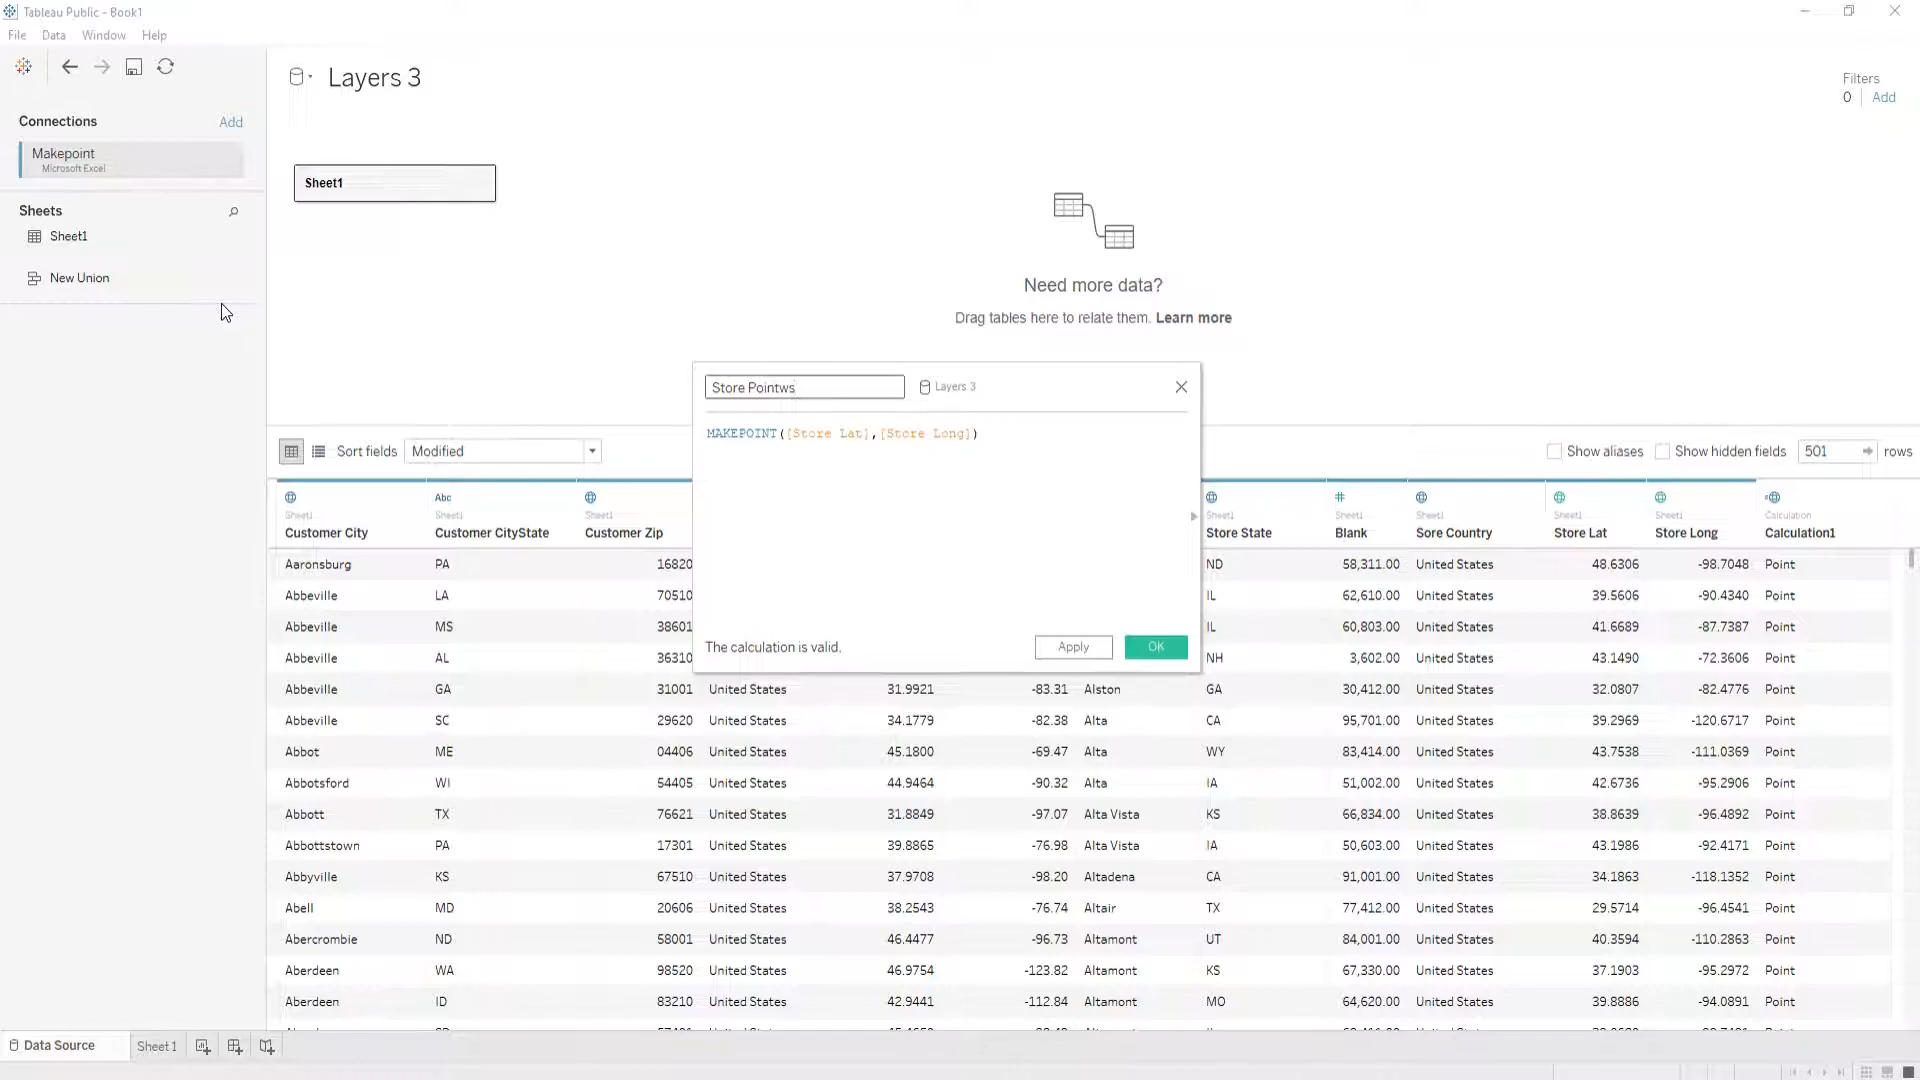 Tableau Public - Book1
File Data Window Help
Layers 3
Filters
0 Add
Connections Add
Makepoint
Microsoft Excel
Sheets
Sheet1
New Union
Sheet1
Need more data?
Drag tables here to relate them. Learn more
Store Pointws Layers 3
MAKEPOINT([Store Lat],[Store Long])
The calculation is valid.
Apply OK
Sort fields Modified
Show aliases Show hidden fields 501 rows
Abc #
Sheet1 Sheet1 Sheet1 Sheet1 Sheet1 Sheet1 Sheet1 Sheet1 Calculation
Customer City Customer CityState Customer Zip Store State Blank Sore Country Store Lat Store Long Calculation1
Aaronsburg PA 16820 ND 58,311.00 United States 48.6306 -98.7048 Point
Abbeville LA 70510 IL 62,610.00 United States 39.5606 -90.4340 Point
Abbeville MS 38601 IL 60,803.00 United States 41.6689 -87.7387 Point
Abbeville AL 36310 NH 3,602.00 United States 43.1490 -72.3606 Point
Abbeville GA 31001 United States 31.9921 -83.31 Alston GA 30,412.00 United States 32.0807 -82.4776 Point
Abbeville SC 29620 United States 34.1779 -82.38 Alta CA 95,701.00 United States 39.2969 -120.6717 Point
Abbot ME 04406 United States 45.1800 -69.47 Alta WY 83,414.00 United States 43.7538 -111.0369 Point
Abbotsford WI 54405 United States 44.9464 -90.32 Alta IA 51,002.00 United States 42.6736 -95.2906 Point
Abbott TX 76621 United States 31.8849 -97.07 Alta Vista KS 66,834.00 United States 38.8639 -96.4892 Point
Abbottstown PA 17301 United States 39.8865 -76.98 Alta Vista IA 50,603.00 United States 43.1986 -92.4171 Point
Abbyville KS 67510 United States 37.9708 -98.20 Altadena CA 91,001.00 United States 34.1863 -118.1352 Point
Abell MD 20606 United States 38.2543 -76.74 Altair TX 77,412.00 United States 29.5714 -96.4541 Point
Abercrombie ND 58001 United States 46.4477 -96.73 Altamont UT 84,001.00 United States 40.3594 -110.2863 Point
Aberdeen WA 98520 United States 46.9754 -123.82 Altamont KS 67,330.00 United States 37.1903 -95.2972 Point
Aberdeen ID 83210 United States 42.9441 -112.84 Altamont MO 64,620.00 United States 39.8886 -94.0891 Point
Data Source Sheet 1